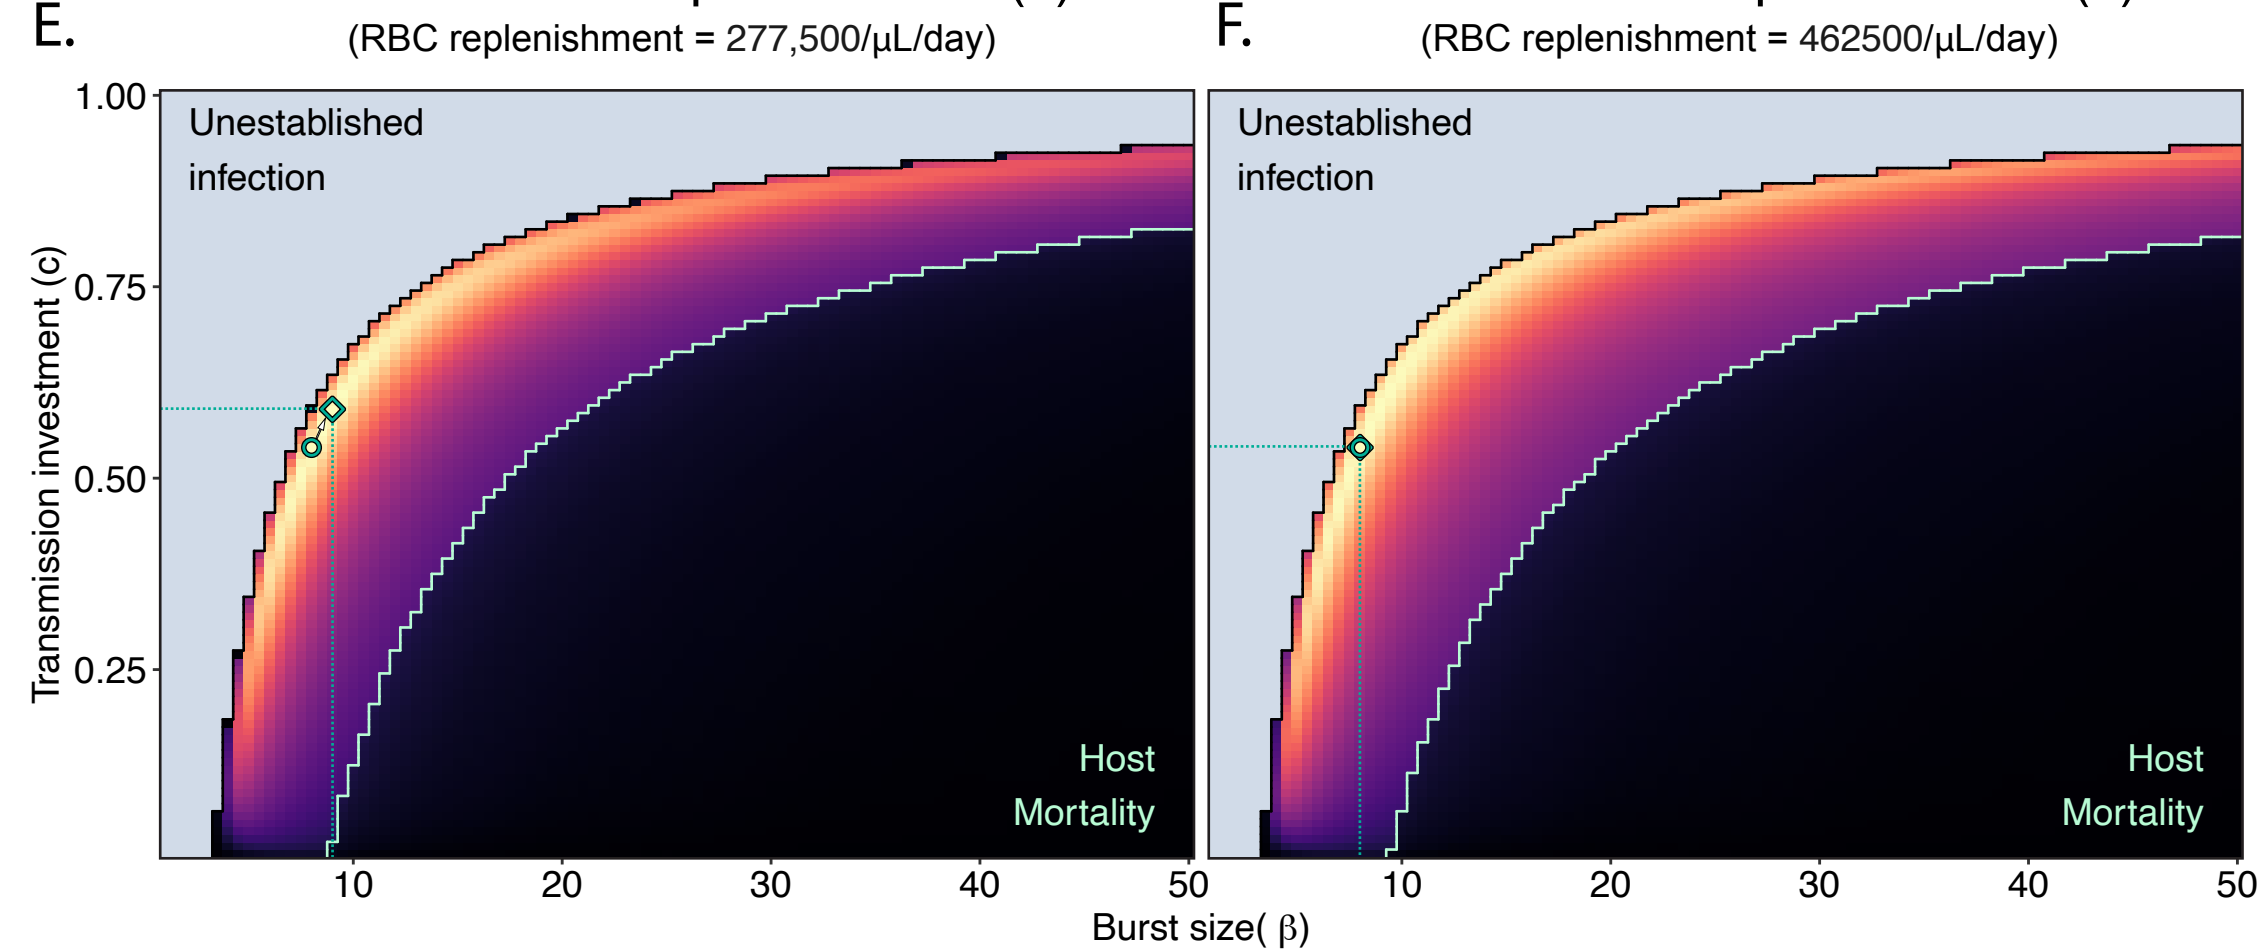 E.
(RBC replenishment = 277,500/µL/day)
F.
(RBC replenishment = 462500/µL/day)
Unestablished
infection
Unestablished
infection
1.00
0.75
0.50
0.25
Transmission investment (c)
Host
Mortality
Host
Mortality
10 20 30 40 50
10 20 30 40 50
Burst size( β)